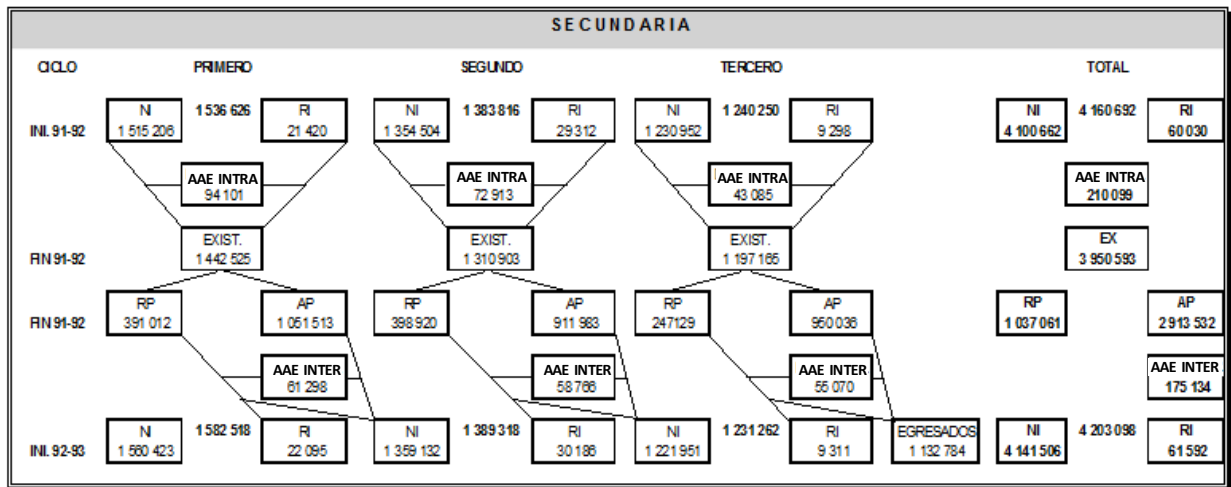 SECUNDARIA
CICLO PRIMERO SEGUNDO TERCERO TOTAL
NI 1 536 626 RI NI 1 383 816 RI NI 1 240 250 RI NI 4 160 692 RI
INI. 91-92 1 515 206 21 420 1 354 504 29 312 1 230 952 9 298 4 100 662 60 030
AAE INTRA AAE INTRA AAE INTRA AAE INTRA
94 101 72 913 43 085 210 099
EXIST. EXIST. EXIST. EX
FIN 91-92 1 442 525 1 310 903 1 197 165 3 950 593
RP AP RP AP RP AP RP AP
FIN 91-92 391 012 1 051 513 398 920 911 983 247129 950 036 1 037 061 2 913 532
AAE INTER AAE INTER AAE INTER AAE INTER
61 298 58 766 55 070 175 134
NI 1 582 518 RI NI 1 389 318 RI NI 1 231 262 RI EGRESADOS NI 4 203 098 RI
INI. 92-93 1 560 423 22 095 1 359 132 30 186 1 221 951 9 311 1 132 784 4 141 506 61 592